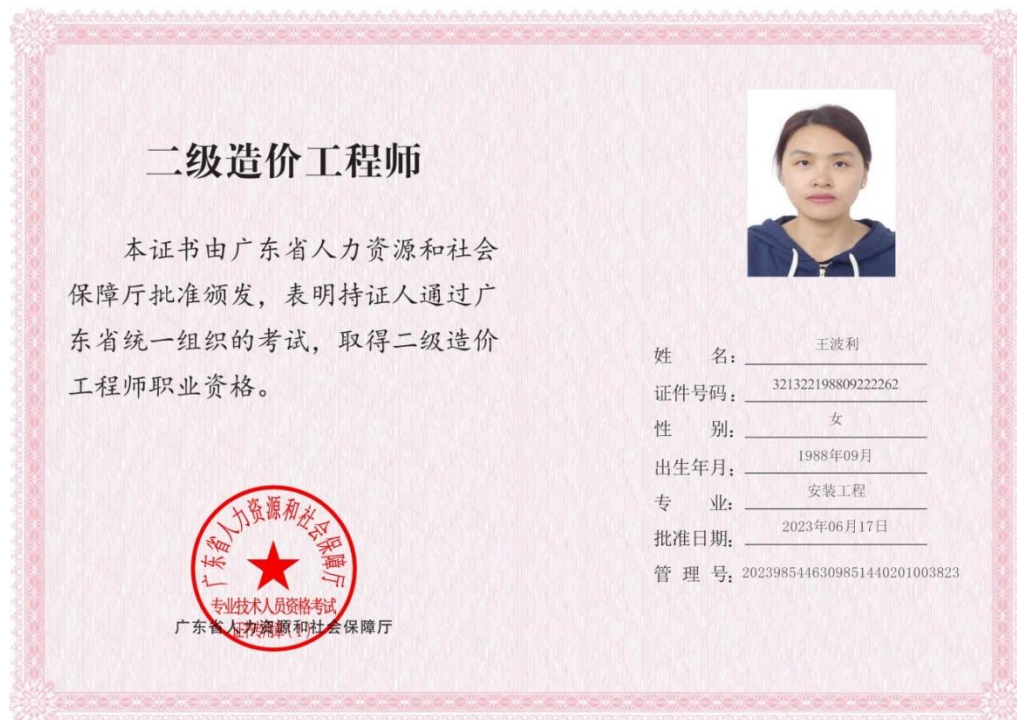 二级造价工程师
本证书由广东省人力资源和社会
保障厅批准颁发，表明持证人通过广
东省统一组织的考试，取得二级造价
工程师职业资格。
广东省人力资源和社会保障厅
专业技术人员资格考试
广东省人力资源和社会保障厅
姓 名：王波利
证件号码：321322198809222262
性 别：女
出生年月：1988年09月
专 业：安装工程
批准日期：2023年06月17日
管 理 号：20239854463098514402010​03823